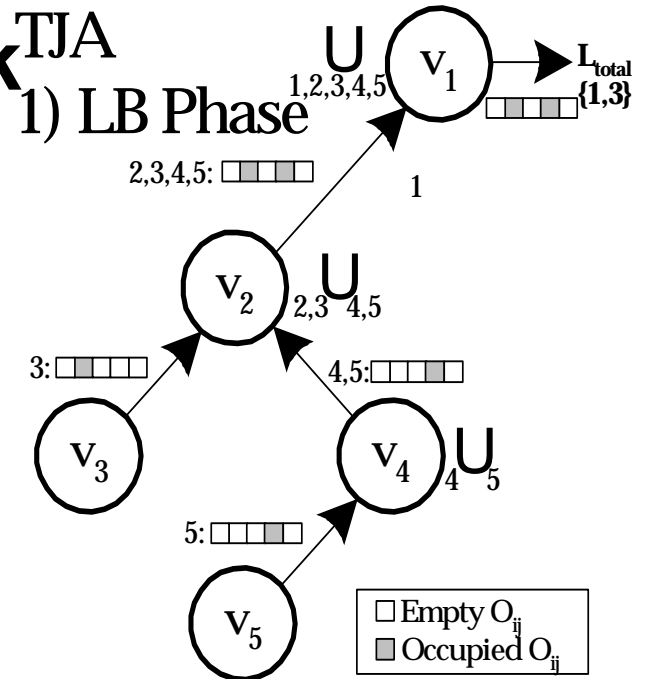 k TJA
1) LB Phase
U
1,2,3,4,5
v1
Ltotal
{1,3}
2,3,4,5:
1
v2
2,3 U 4,5
3:
4,5:
v3
v4
4 U 5
5:
v5
Empty Oij
Occupied Oij